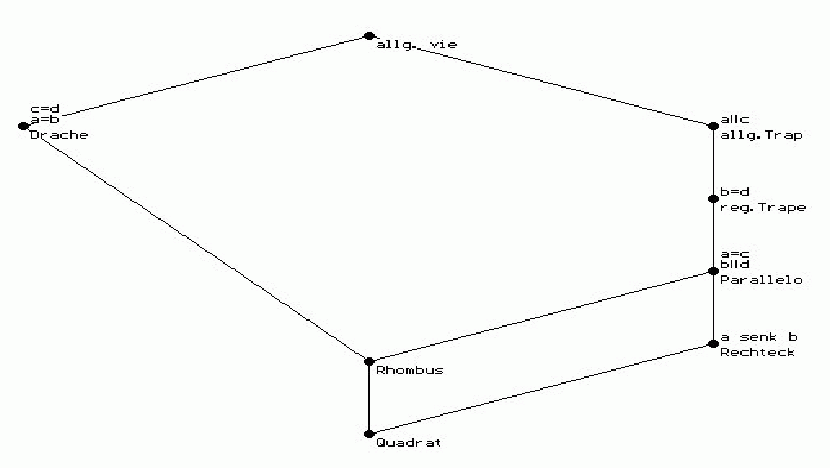 allg. vie
c=d
a=b
Drache
a||c
allg.Trap
b=d
reg.Trape
a=c
b||d
Parallelo
a senk b
Rechteck
Rhombus
Quadrat